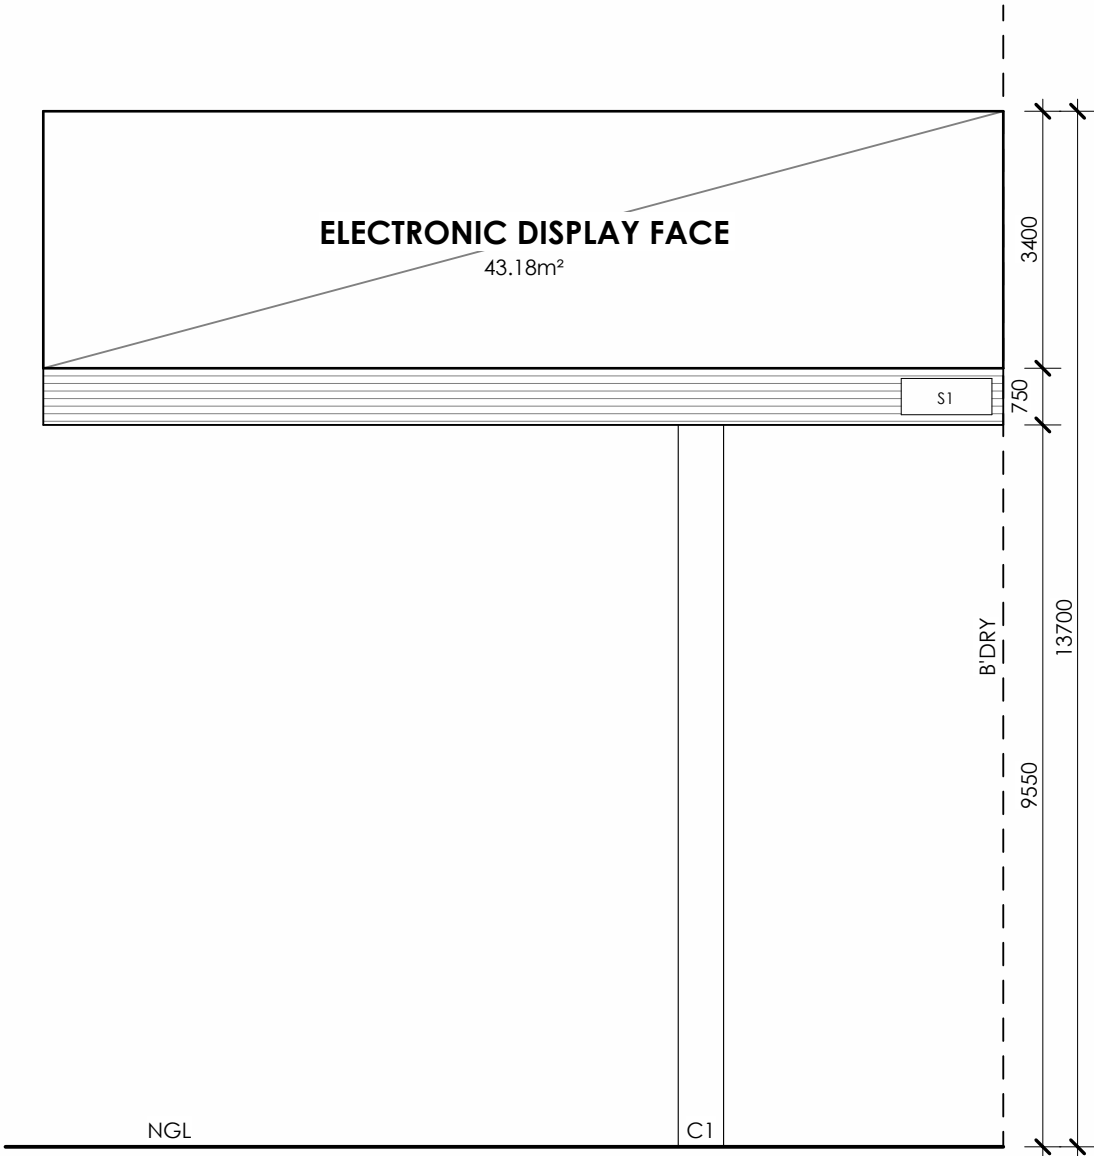 ELECTRONIC DISPLAY FACE
43.18m²
3400
S1
750
B'DRY
13700
9550
NGL
C1